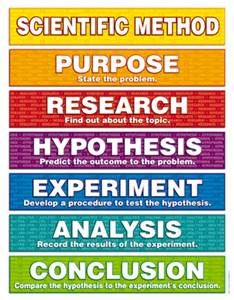 SCIENTIFIC METHOD
PURPOSE
State the problem.
RESEARCH
Find out about the topic.
HYPOTHESIS
Predict the outcome to the problem.
EXPERIMENT
Develop a procedure to test the hypothesis.
ANALYSIS
Record the results of the experiment.
CONCLUSION
Compare the hypothesis to the experiment's conclusion.